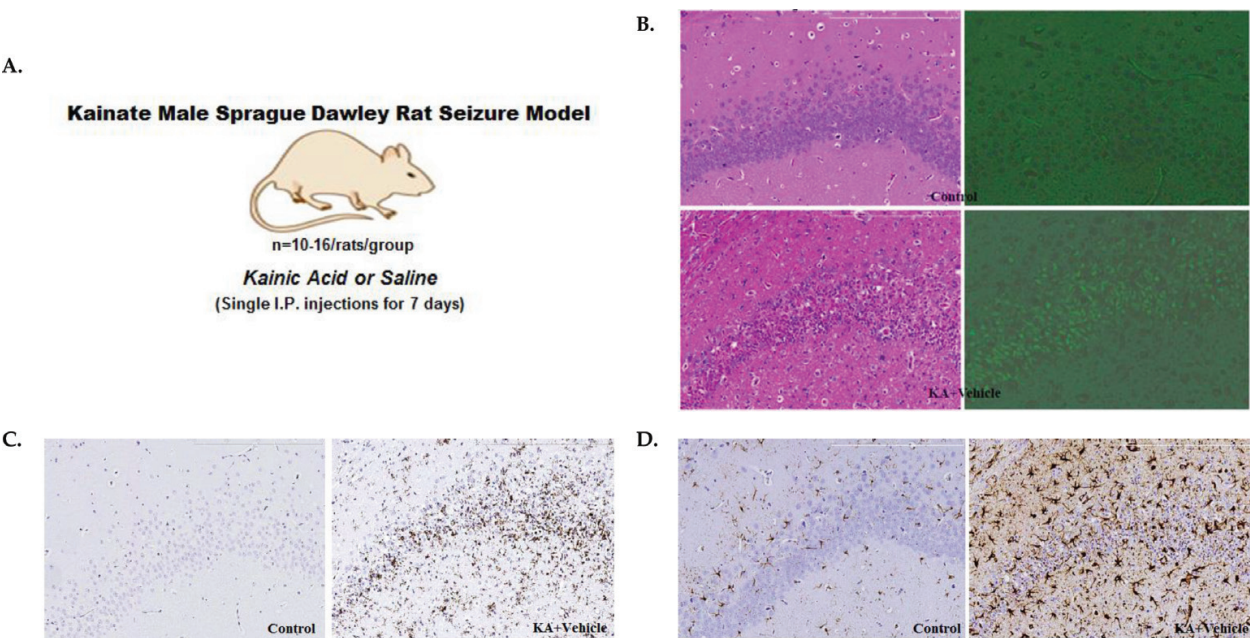 A.
Kainate Male Sprague Dawley Rat Seizure Model
n=10-16/rats/group
Kainic Acid or Saline
(Single I.P. injections for 7 days)
B.
Control
KA+Vehicle
C.
Control
KA+Vehicle
D.
Control
KA+Vehicle